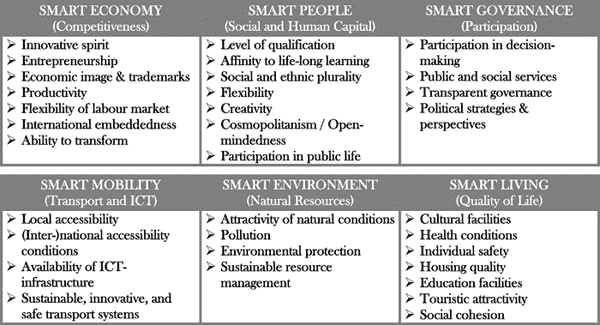 SMART ECONOMY
(Competitiveness)
➢ Innovative spirit
➢ Entrepreneurship
➢ Economic image & trademarks
➢ Productivity
➢ Flexibility of labour market
➢ International embeddedness
➢ Ability to transform
SMART PEOPLE
(Social and Human Capital)
➢ Level of qualification
➢ Affinity to life-long learning
➢ Social and ethnic plurality
➢ Flexibility
➢ Creativity
➢ Cosmopolitanism / Open-
mindedness
➢ Participation in public life
SMART GOVERNANCE
(Participation)
➢ Participation in decision-
making
➢ Public and social services
➢ Transparent governance
➢ Political strategies &
perspectives
SMART MOBILITY
(Transport and ICT)
➢ Local accessibility
➢ (Inter-)national accessibility
conditions
➢ Availability of ICT-
infrastructure
➢ Sustainable, innovative, and
safe transport systems
SMART ENVIRONMENT
(Natural Resources)
➢ Attractivity of natural conditions
➢ Pollution
➢ Environmental protection
➢ Sustainable resource
management
SMART LIVING
(Quality of Life)
➢ Cultural facilities
➢ Health conditions
➢ Individual safety
➢ Housing quality
➢ Education facilities
➢ Touristic attractivity
➢ Social cohesion